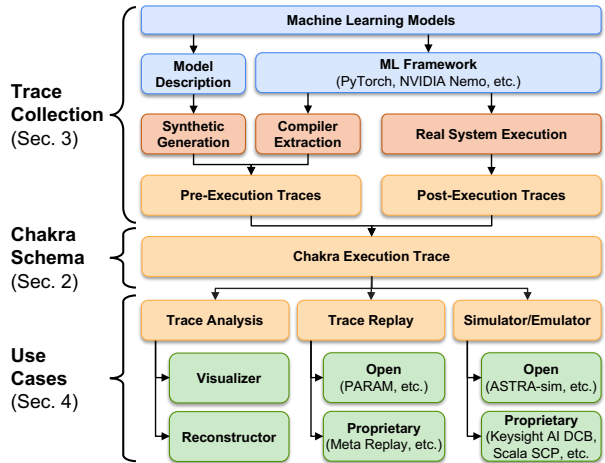 Machine Learning Models
Trace
Collection
(Sec. 3)
Model
Description
ML Framework
(PyTorch, NVIDIA Nemo, etc.)
Synthetic
Generation
Compiler
Extraction
Real System Execution
Pre-Execution Traces
Post-Execution Traces
Chakra
Schema
(Sec. 2)
Chakra Execution Trace
Use
Cases
(Sec. 4)
Trace Analysis
Trace Replay
Simulator/Emulator
Visualizer
Open
(PARAM, etc.)
Open
(ASTRA-sim, etc.)
Reconstructor
Proprietary
(Meta Replay, etc.)
Proprietary
(Keysight AI DCB,
Scala SCP, etc.